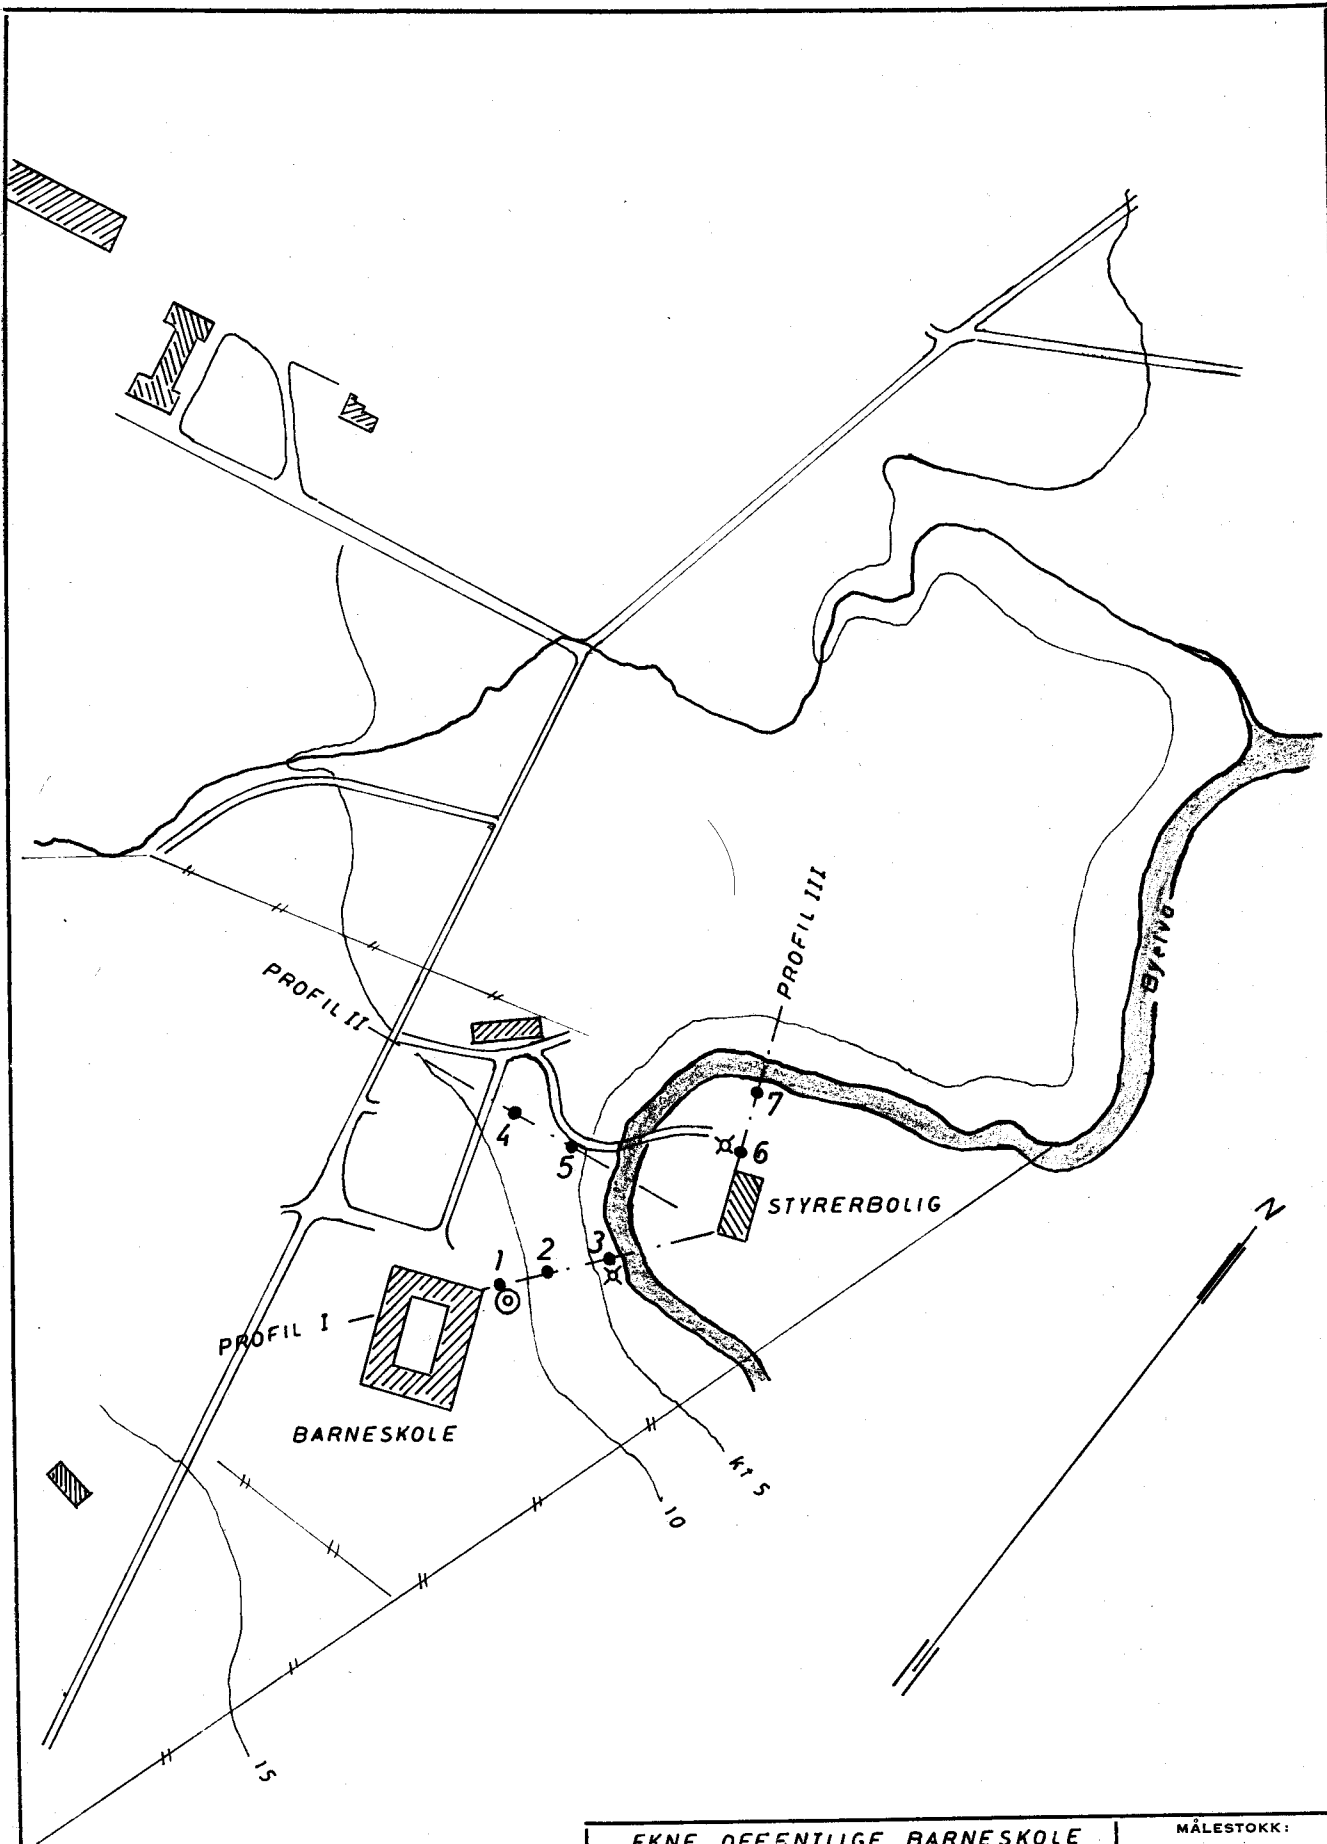 PROFIL III
Byelva
PROFIL II
7
4
6
5
STYRERBOLIG
N
3
2
1
PROFIL I
BARNESKOLE
kt 5
10
15
EKNE OFFENTLIGE BARNESKOLE
MÅLESTOKK: